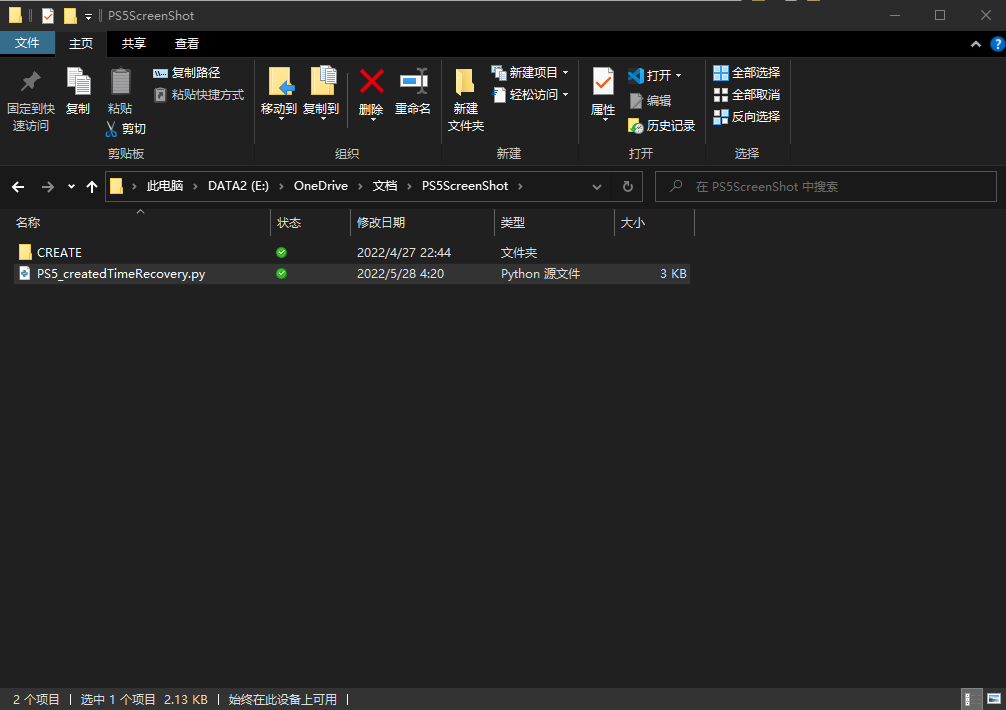 PS5ScreenShot
文件 主页 共享 查看
固定到快
速访问
复制
粘贴
复制路径
粘贴快捷方式
剪切
剪贴板
移动到 复制到 删除 重命名
组织
新建
文件夹
新建项目
轻松访问
新建
属性
打开
编辑
历史记录
打开
全部选择
全部取消
反向选择
选择
此电脑 DATA2 (E:) OneDrive 文档 PS5ScreenShot
在 PS5ScreenShot 中搜索
名称 状态 修改日期 类型 大小
CREATE 2022/4/27 22:44 文件夹
PS5_createdTimeRecovery.py 2022/5/28 4:20 Python 源文件 3 KB
2 个项目 选中 1 个项目 2.13 KB 始终在此设备上可用